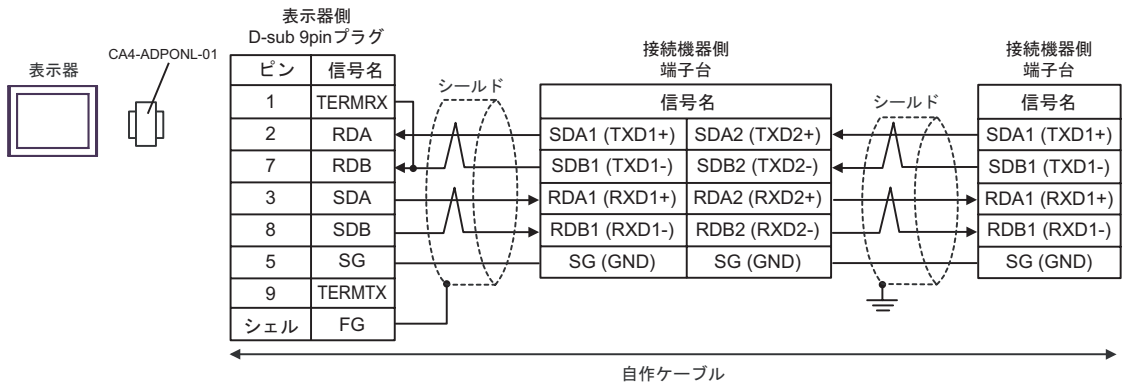 表示器
CA4-ADPONL-01
表示器側
D-sub 9pinプラグ
ピン 信号名
1 TERMRX
2 RDA
7 RDB
3 SDA
8 SDB
5 SG
9 TERMTX
シェル FG
シールド
接続機器側
端子台
信号名
SDA1 (TXD1+) SDA2 (TXD2+)
SDB1 (TXD1-) SDB2 (TXD2-)
RDA1 (RXD1+) RDA2 (RXD2+)
RDB1 (RXD1-) RDB2 (RXD2-)
SG (GND) SG (GND)
シールド
接続機器側
端子台
信号名
SDA1 (TXD1+)
SDB1 (TXD1-)
RDA1 (RXD1+)
RDB1 (RXD1-)
SG (GND)
自作ケーブル